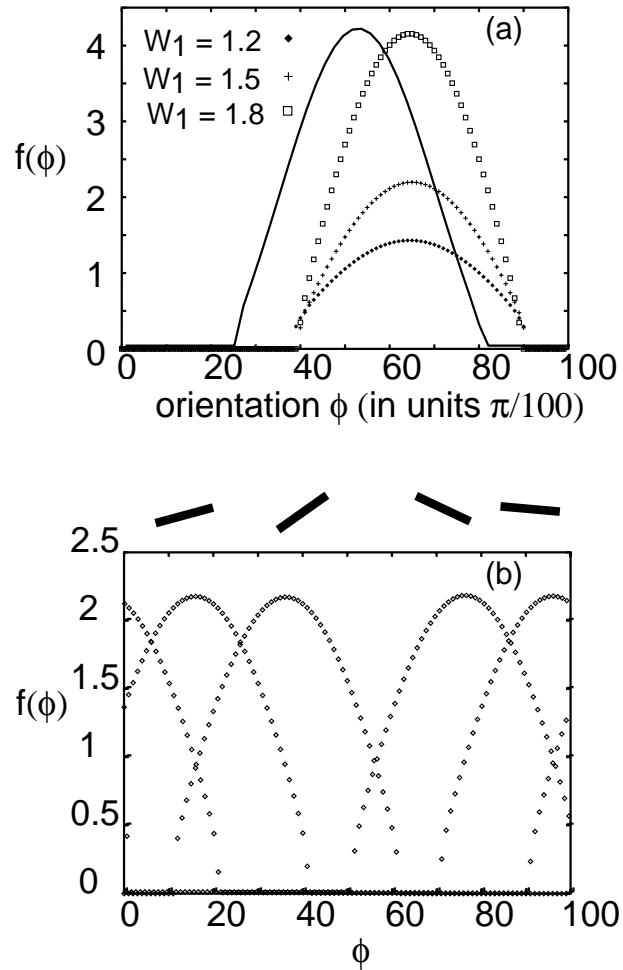 (a)
4
W1 = 1.2
W1 = 1.5
3
W1 = 1.8
f(ϕ)
2
1
0
0 20 40 60 80 100
orientation ϕ (in units π/100)
2.5
(b)
2
1.5
f(ϕ)
1
0.5
0
0 20 40 60 80 100
ϕ